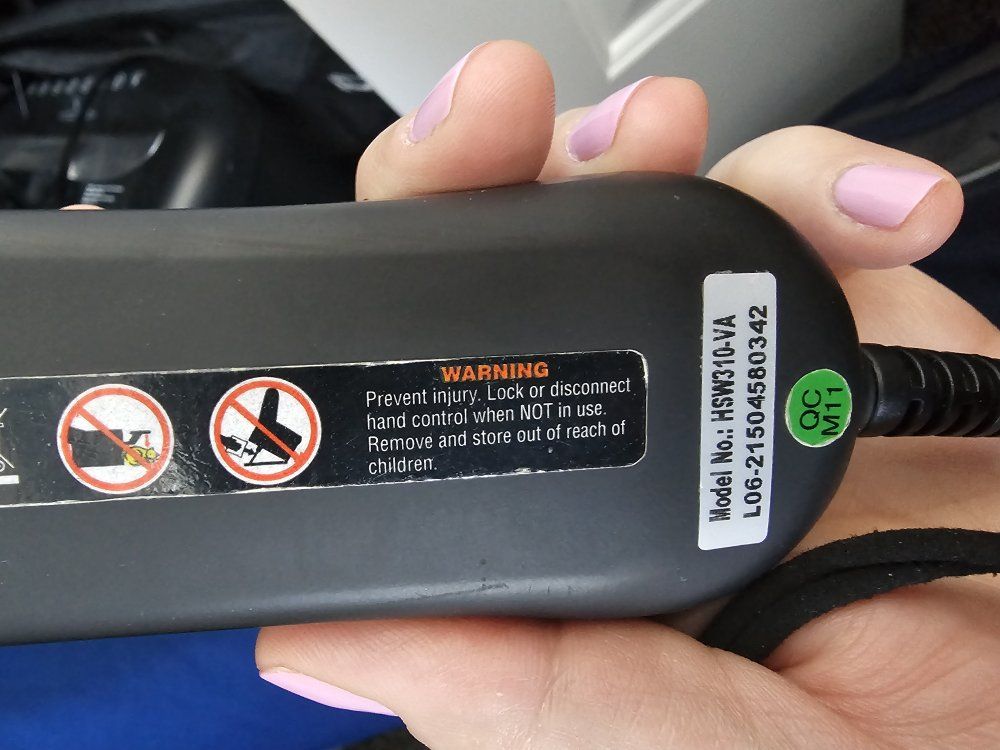 WARNING
Prevent injury. Lock or disconnect
hand control when NOT in use.
Remove and store out of reach of
children.
Model No.: HSW310-VA
L06-21504580342
QC
M11